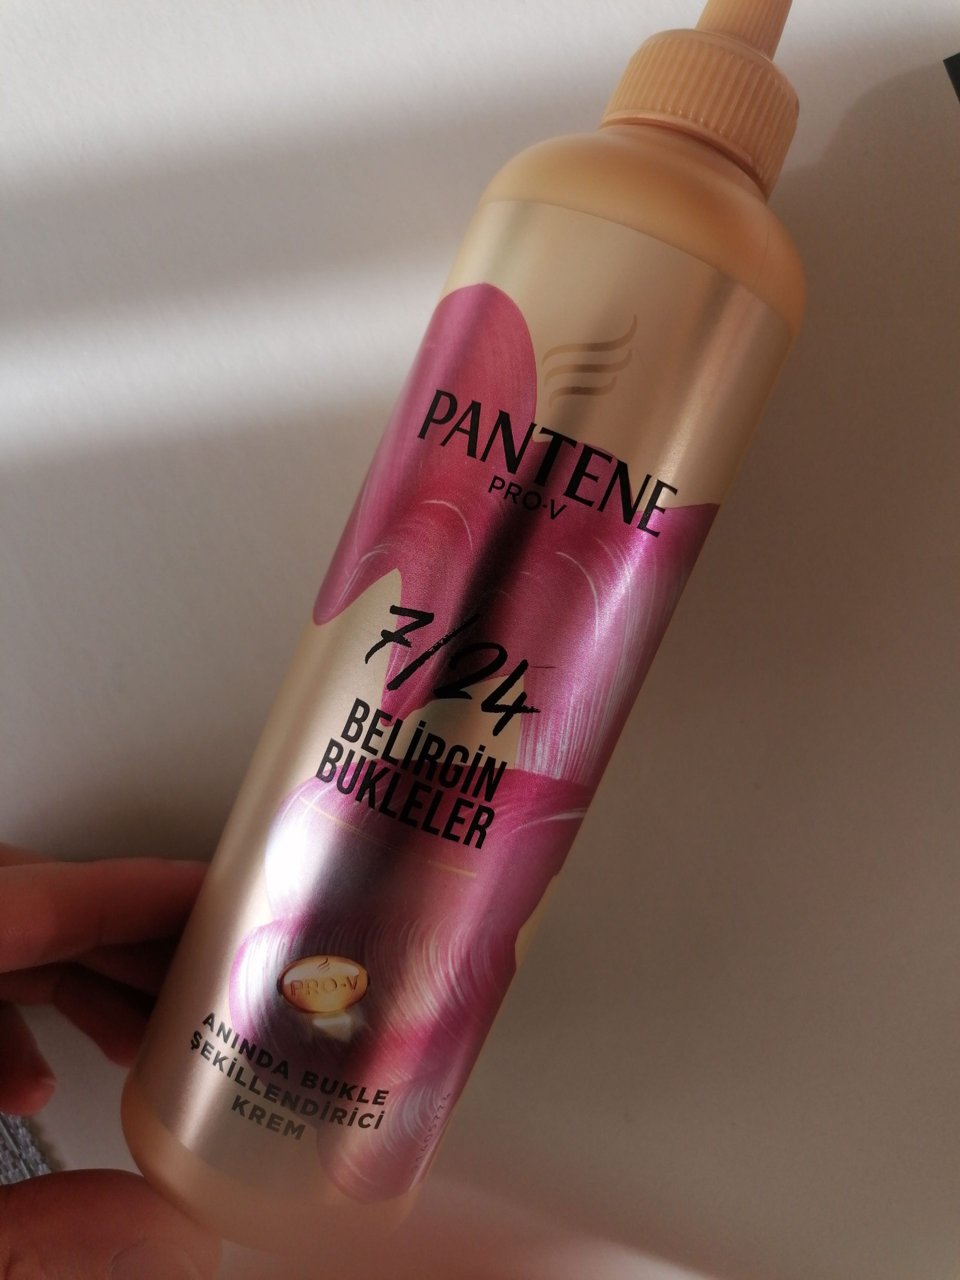 PANTENE
PRO-V
7/24
BELİRGİN
BUKLELER
PRO-V
ANINDA BUKLE
ŞEKİLLENDİRİCİ
KREM